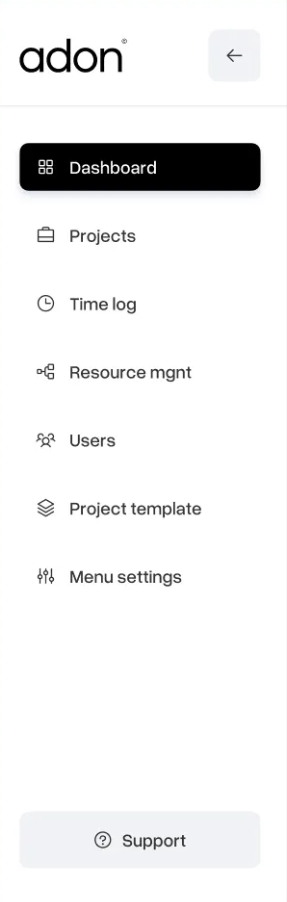 adon®
Dashboard
Projects
Time log
Resource mgnt
Users
Project template
Menu settings
Support